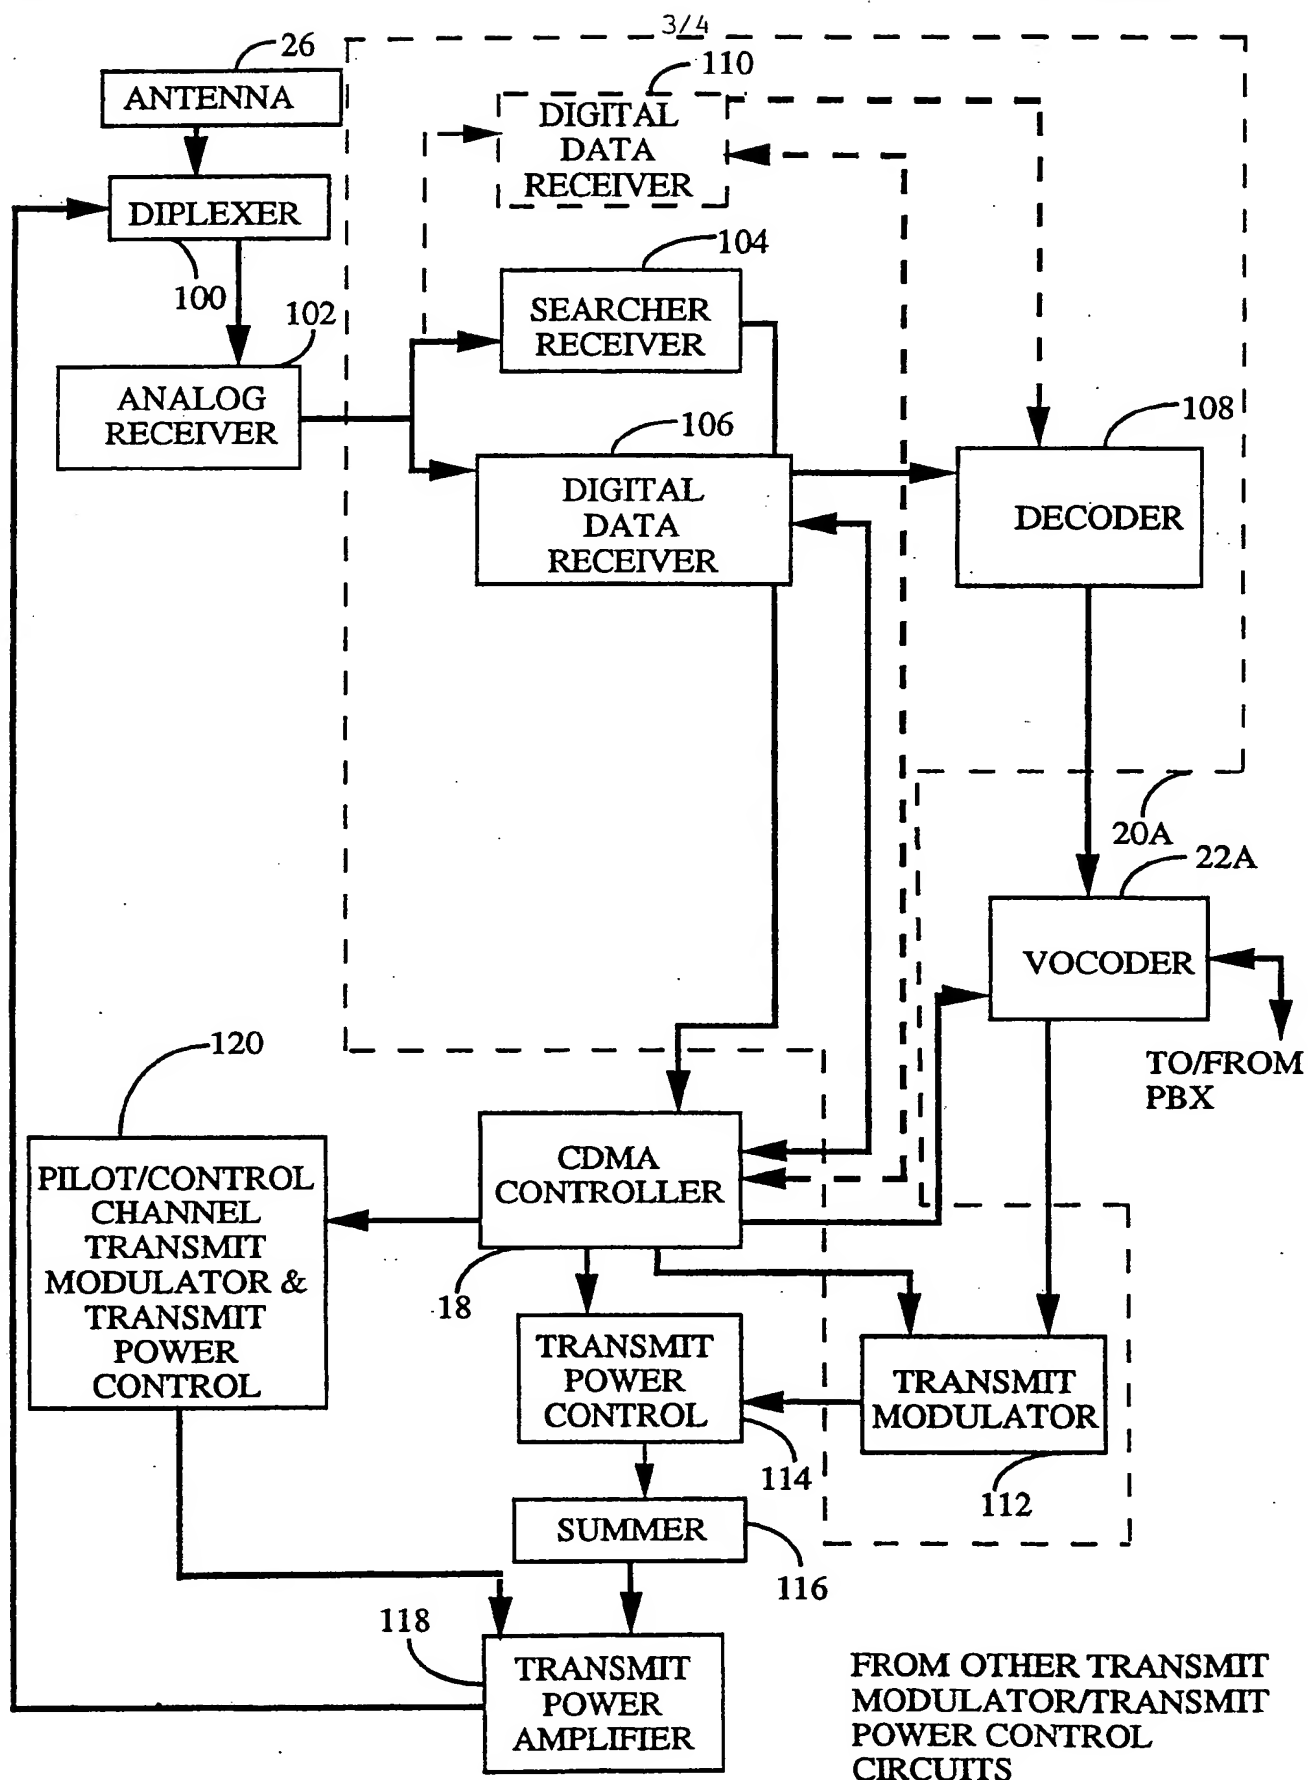 3/4
26
ANTENNA
110
DIGITAL
DATA
RECEIVER
DIPLEXER
100
104
SEARCHER
RECEIVER
102
ANALOG
RECEIVER
106
DIGITAL
DATA
RECEIVER
108
DECODER
20A
22A
VOCODER
TO/FROM
PBX
120
PILOT/CONTROL
CHANNEL
TRANSMIT
MODULATOR &
TRANSMIT
POWER
CONTROL
CDMA
CONTROLLER
18
TRANSMIT
POWER
CONTROL
114
TRANSMIT
MODULATOR
112
SUMMER
116
118
TRANSMIT
POWER
AMPLIFIER
FROM OTHER TRANSMIT
MODULATOR/TRANSMIT
POWER CONTROL
CIRCUITS